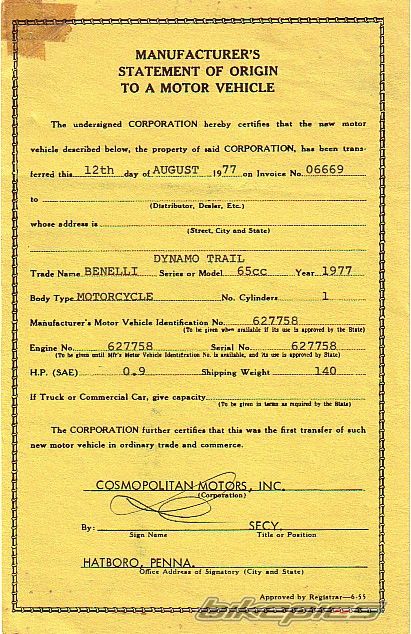 MANUFACTURER'S
STATEMENT OF ORIGIN
TO A MOTOR VEHICLE
The undersigned CORPORATION hereby certifies that the new motor
vehicle described below, the property of said CORPORATION, has been trans-
ferred this 12th day of AUGUST 1977 on Invoice No. 06669
to
(Distributor, Dealer, Etc.)
whose address is
(Street, City and State)
DYNAMO TRAIL
Trade Name BENELLI Series or Model 65cc Year 1977
Body Type MOTORCYCLE No. Cylinders 1
Manufacturer's Motor Vehicle Identification No. 627758
(To be given when available if its use is approved by the State)
Engine No. 627758 Serial No. 627758
(To be given until Mfr's Motor Vehicle Identification No. is available, and its use is approved by State)
H.P. (SAE) 0.9 Shipping Weight 140
If Truck or Commercial Car, give capacity
(To be given in terms as required by the State)
The CORPORATION further certifies that this was the first transfer of such
new motor vehicle in ordinary trade and commerce.
COSMOPOLITAN MOTORS, INC.
(Corporation)
By: SECY.
Sign Name Title or Position
HATBORO, PENNA.
Office Address of Signatory (City and State)
Approved by Registrar—6-55
bikepics